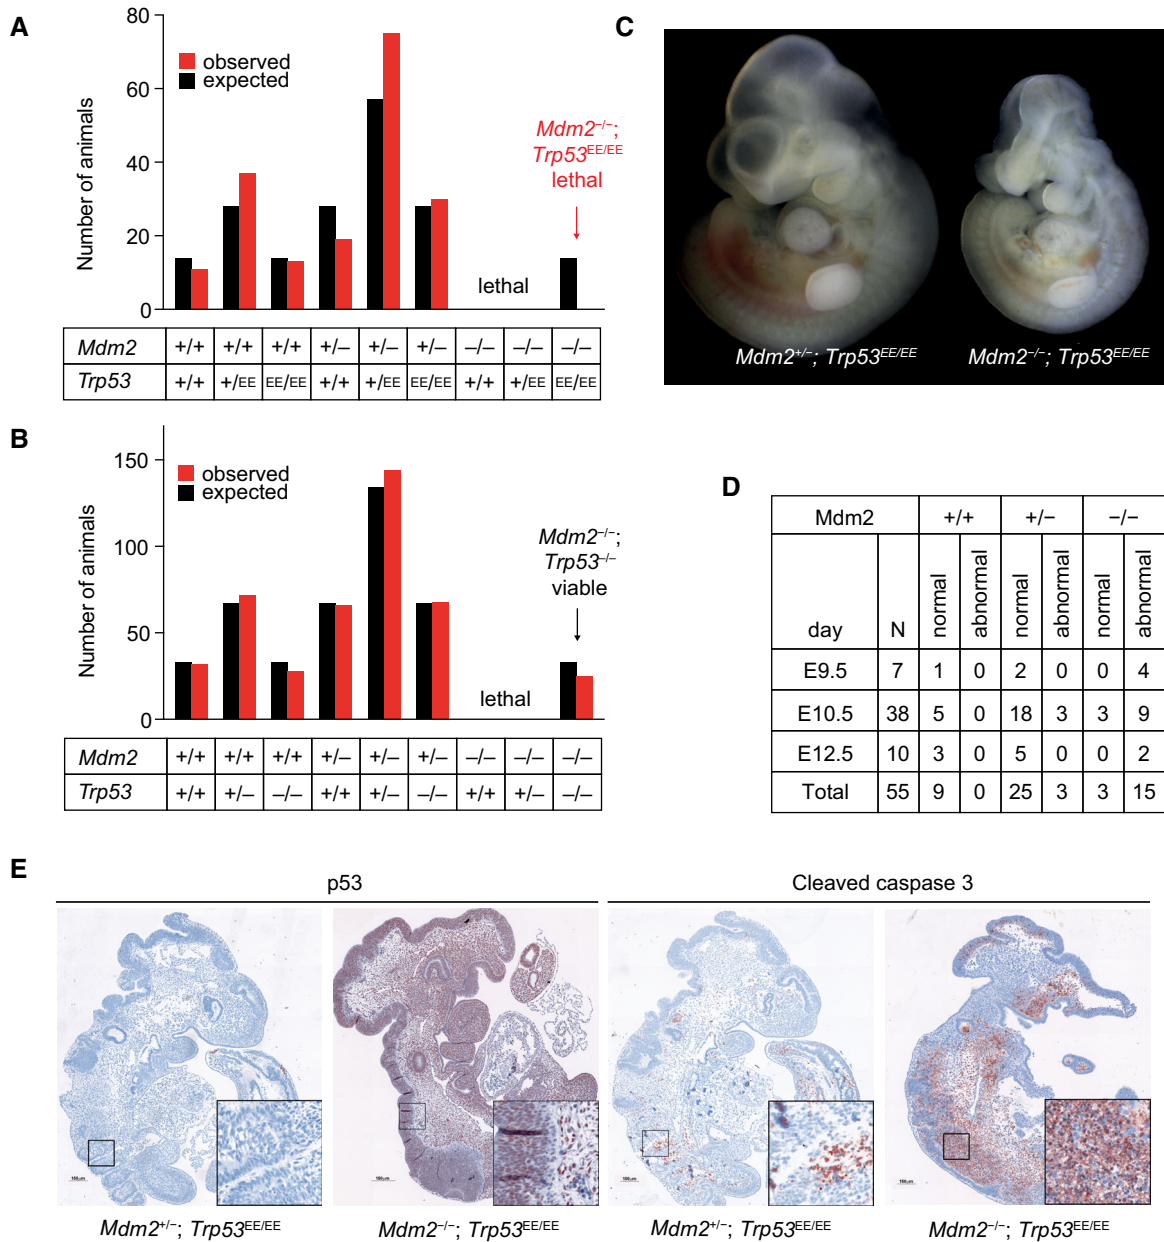 A
80
60
40
20
0
Number of animals
observed
expected
Mdm2–/–;
Trp53EE/EE
lethal
lethal
Mdm2 +/+ +/+ +/+ +/– +/– +/– –/– –/– –/–
Trp53 +/+ +/EE EE/EE +/+ +/EE EE/EE +/+ +/EE EE/EE
B
150
100
50
0
Number of animals
observed
expected
Mdm2–/–;
Trp53–/–
viable
lethal
Mdm2 +/+ +/+ +/+ +/– +/– +/– –/– –/– –/–
Trp53 +/+ +/– –/– +/+ +/– –/– +/+ +/– –/–
C
Mdm2+/–; Trp53EE/EE Mdm2–/–; Trp53EE/EE
D
Mdm2 +/+ +/– –/–
day N normal abnormal normal abnormal normal abnormal
E9.5 7 1 0 2 0 0 4
E10.5 38 5 0 18 3 3 9
E12.5 10 3 0 5 0 0 2
Total 55 9 0 25 3 3 15
E
p53 Cleaved caspase 3
100µm 100µm 100µm 100µm
Mdm2+/–; Trp53EE/EE Mdm2–/–; Trp53EE/EE Mdm2+/–; Trp53EE/EE Mdm2–/–; Trp53EE/EE